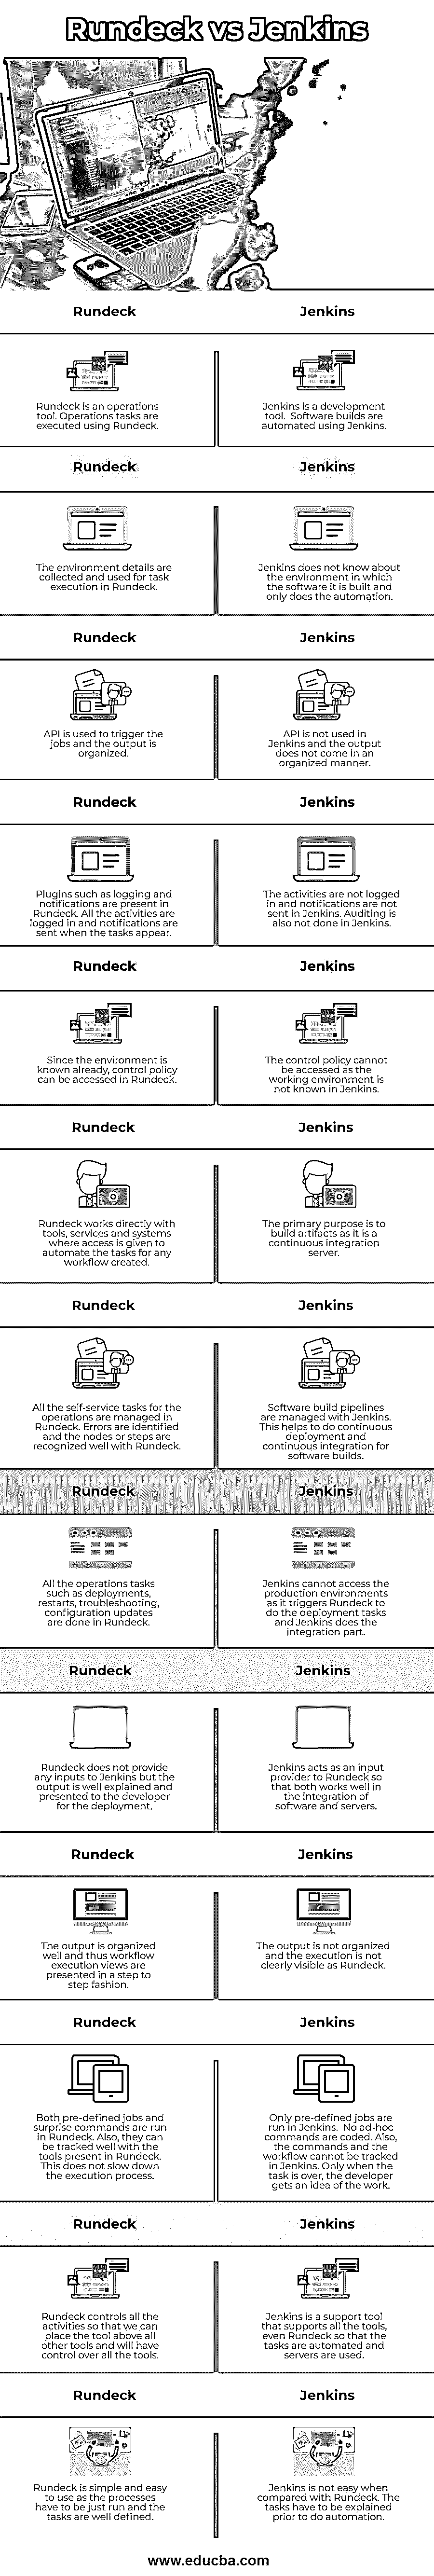 Rundeck vs Jenkins
Rundeck
Jenkins
Rundeck is an operations
tool. Operations tasks are
executed using Rundeck.
Jenkins is a development
tool. Software builds are
automated using Jenkins.
Rundeck
Jenkins
The environment details are
collected and used for task
execution in Rundeck.
Jenkins does not know about
the environment in which
the software it is built and
only does the automation.
Rundeck
Jenkins
API is used to trigger the
jobs and the output is
organized.
API is not used in
Jenkins and the output
does not come in an
organized manner.
Rundeck
Jenkins
Plugins such as logging and
notifications are present in
Rundeck. All the activities are
logged in and notifications are
sent when the tasks appear.
The activities are not logged
in and notifications are not
sent in Jenkins. Auditing is
also not done in Jenkins.
Rundeck
Jenkins
Since the environment is
known already, control policy
can be accessed in Rundeck.
The control policy cannot
be accessed as the
working environment is
not known in Jenkins.
Rundeck
Jenkins
Rundeck works directly with
tools, services and systems
where access is given to
automate the tasks for any
workflow created.
The primary purpose is to
build artifacts as it is a
continuous integration
server.
Rundeck
Jenkins
All the self-service tasks for the
operations are managed in
Rundeck. Errors are identified
and the nodes or steps are
recognized well with Rundeck.
Software build pipelines
are managed with Jenkins.
This helps to do continuous
deployment and
continuous integration for
software builds.
Rundeck
Jenkins
All the operations tasks
such as deployments,
restarts, troubleshooting,
configuration updates
are done in Rundeck.
Jenkins cannot access the
production environments
as it triggers Rundeck to
do the deployment tasks
and Jenkins does the
integration part.
Rundeck
Jenkins
Rundeck does not provide
any inputs to Jenkins but the
output is well explained and
presented to the developer
for the deployment.
Jenkins acts as an input
provider to Rundeck so
that both works well in
the integration of
software and servers.
Rundeck
Jenkins
The output is organized
well and thus workflow
execution views are
presented in a step to
step fashion.
The output is not organized
and the execution is not
clearly visible as Rundeck.
Rundeck
Jenkins
Both pre-defined jobs and
surprise commands are run
in Rundeck. Also, they can
be tracked well with the
tools present in Rundeck.
This does not slow down
the execution process.
Only pre-defined jobs are
run in Jenkins. No ad-hoc
commands are coded. Also,
the commands and the
workflow cannot be tracked
in Jenkins. Only when the
task is over, the developer
gets an idea of the work.
Rundeck
Jenkins
Rundeck controls all the
activities so that we can
place the tool above all
other tools and will have
control over all the tools.
Jenkins is a support tool
that supports all the tools,
even Rundeck so that the
tasks are automated and
servers are used.
Rundeck
Jenkins
Rundeck is simple and easy
to use as the processes
have to be just run and the
tasks are well defined.
Jenkins is not easy when
compared with Rundeck. The
tasks have to be explained
prior to do automation.
www.educba.com